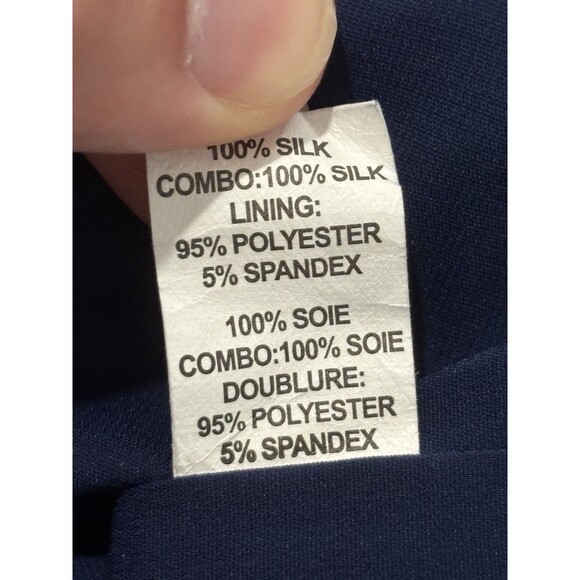 100% SILK
COMBO:100% SILK
LINING:
95% POLYESTER
5% SPANDEX
100% SOIE
COMBO:100% SOIE
DOUBLURE:
95% POLYESTER
5% SPANDEX